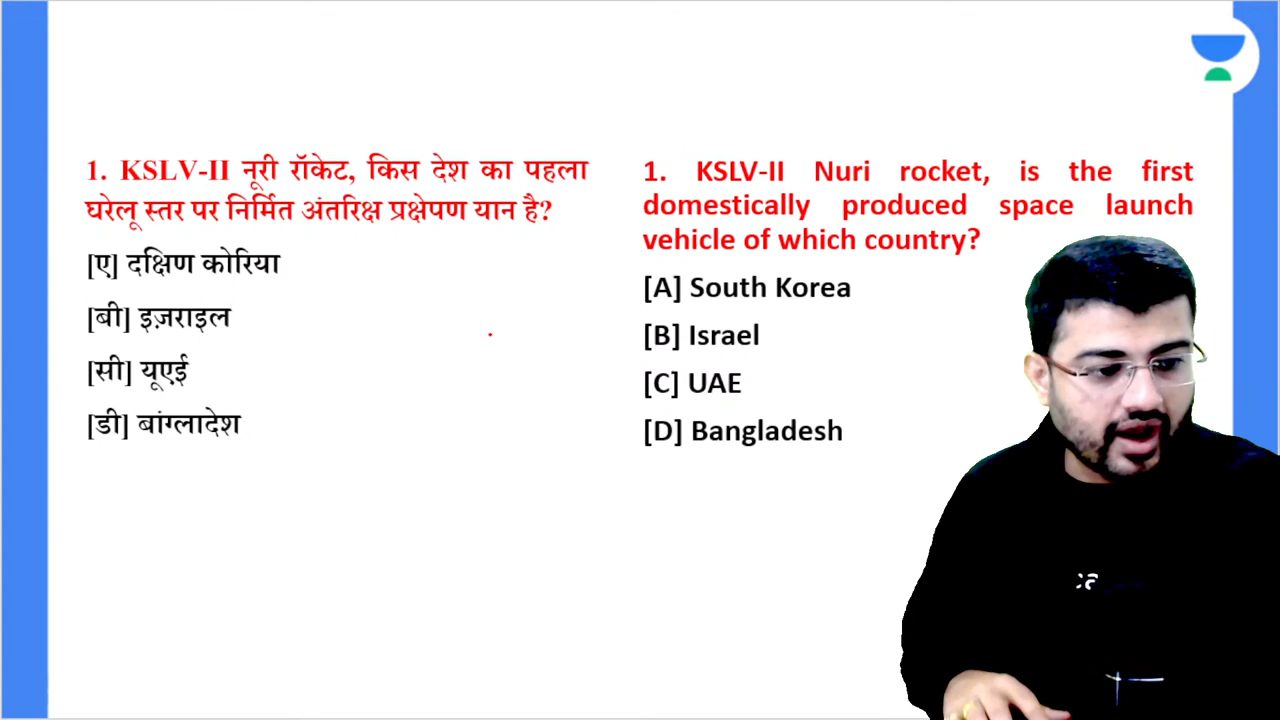 1. KSLV-II नूरी रॉकेट, किस देश का पहला
घरेलू स्तर पर निर्मित अंतरिक्ष प्रक्षेपण यान है?
[ए] दक्षिण कोरिया
[बी] इज़राइल
[सी] यूएई
[डी] बांग्लादेश
1. KSLV-II Nuri rocket, is the first
domestically produced space launch
vehicle of which country?
[A] South Korea
[B] Israel
[C] UAE
[D] Bangladesh